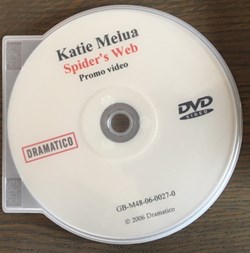 Katie Melua
Spider's Web
Promo video
DRAMATICO
DVD
VIDEO
GB-M48-06-0027-0
© 2006 Dramatico